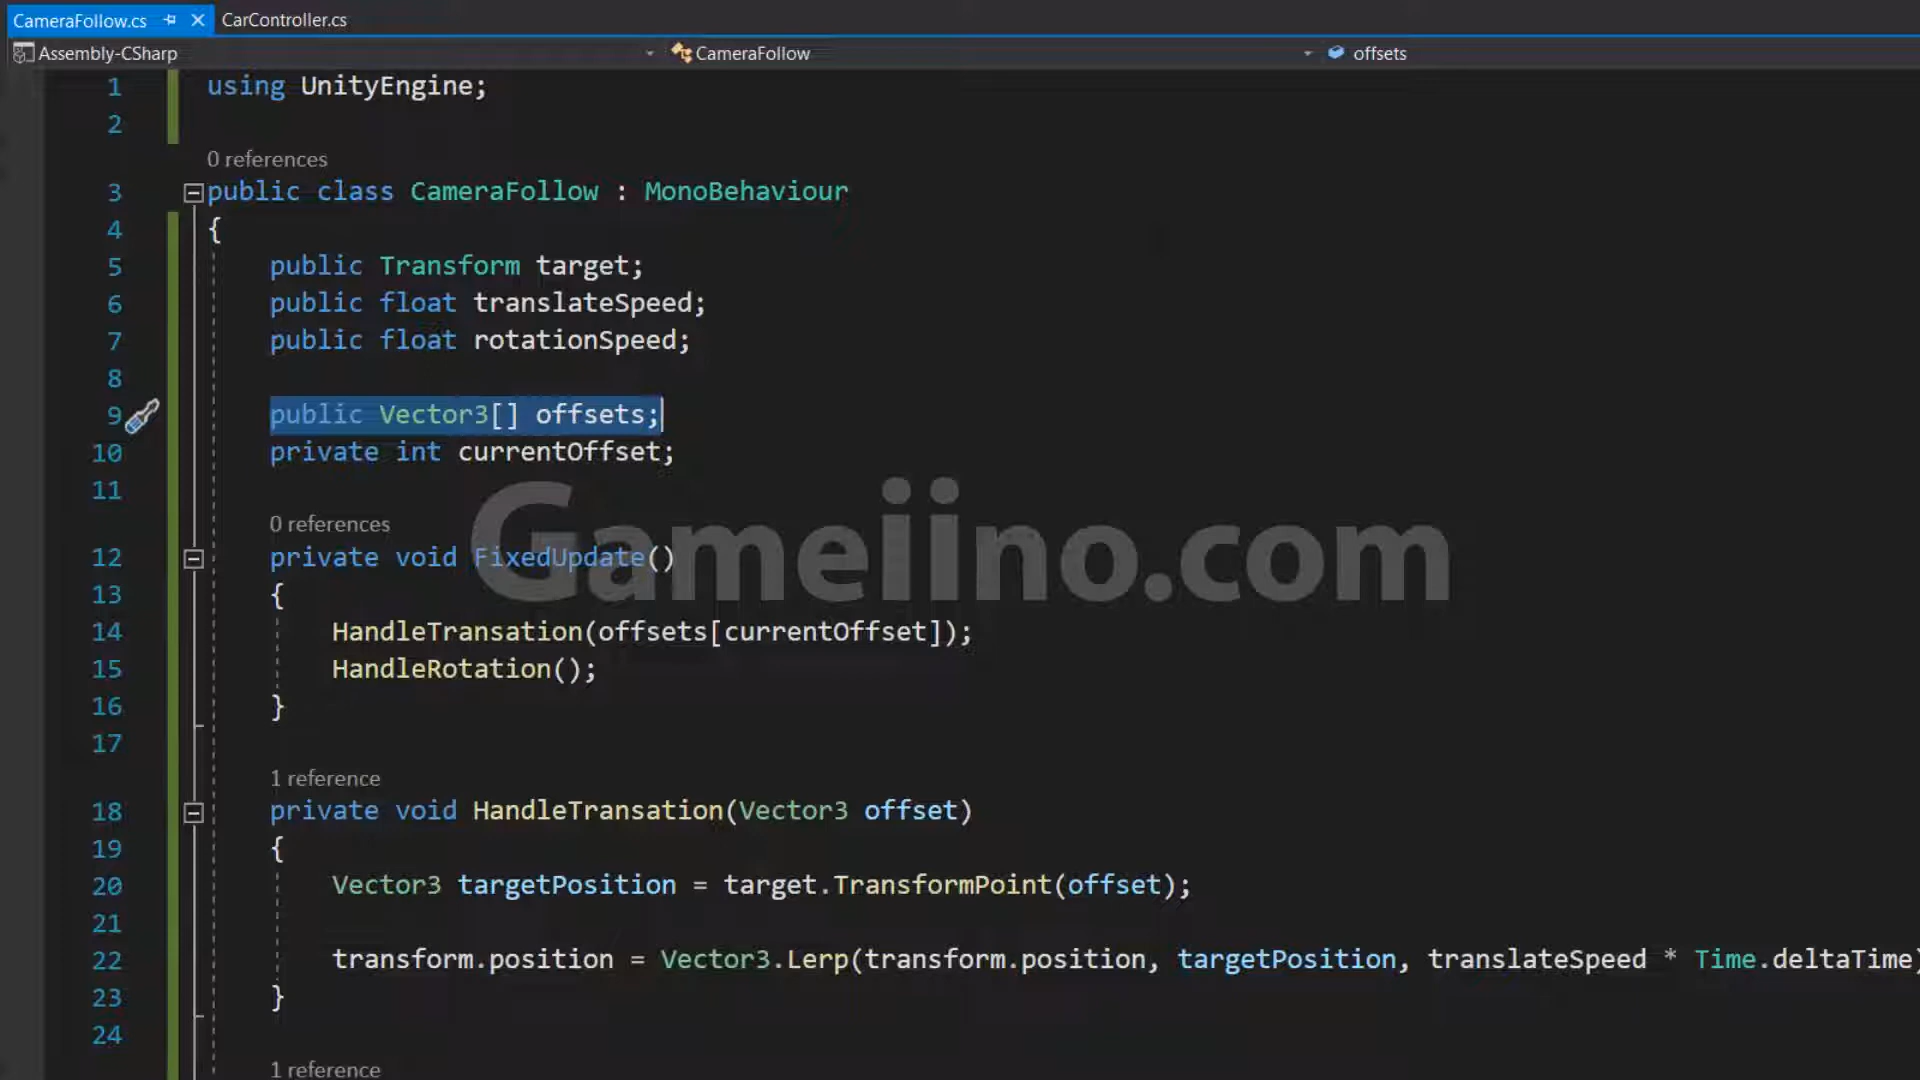 CameraFollow.cs CarController.cs
Assembly-CSharp CameraFollow offsets
1 using UnityEngine;
2
0 references
3 public class CameraFollow : MonoBehaviour
4 {
5 public Transform target;
6 public float translateSpeed;
7 public float rotationSpeed;
8
9 public Vector3[] offsets;
10 private int currentOffset;
11
Gameiino.com
0 references
12 private void FixedUpdate()
13 {
14 HandleTransation(offsets[currentOffset]);
15 HandleRotation();
16 }
17
1 reference
18 private void HandleTransation(Vector3 offset)
19 {
20 Vector3 targetPosition = target.TransformPoint(offset);
21
22 transform.position = Vector3.Lerp(transform.position, targetPosition, translateSpeed * Time.deltaTime)
23 }
24
1 reference